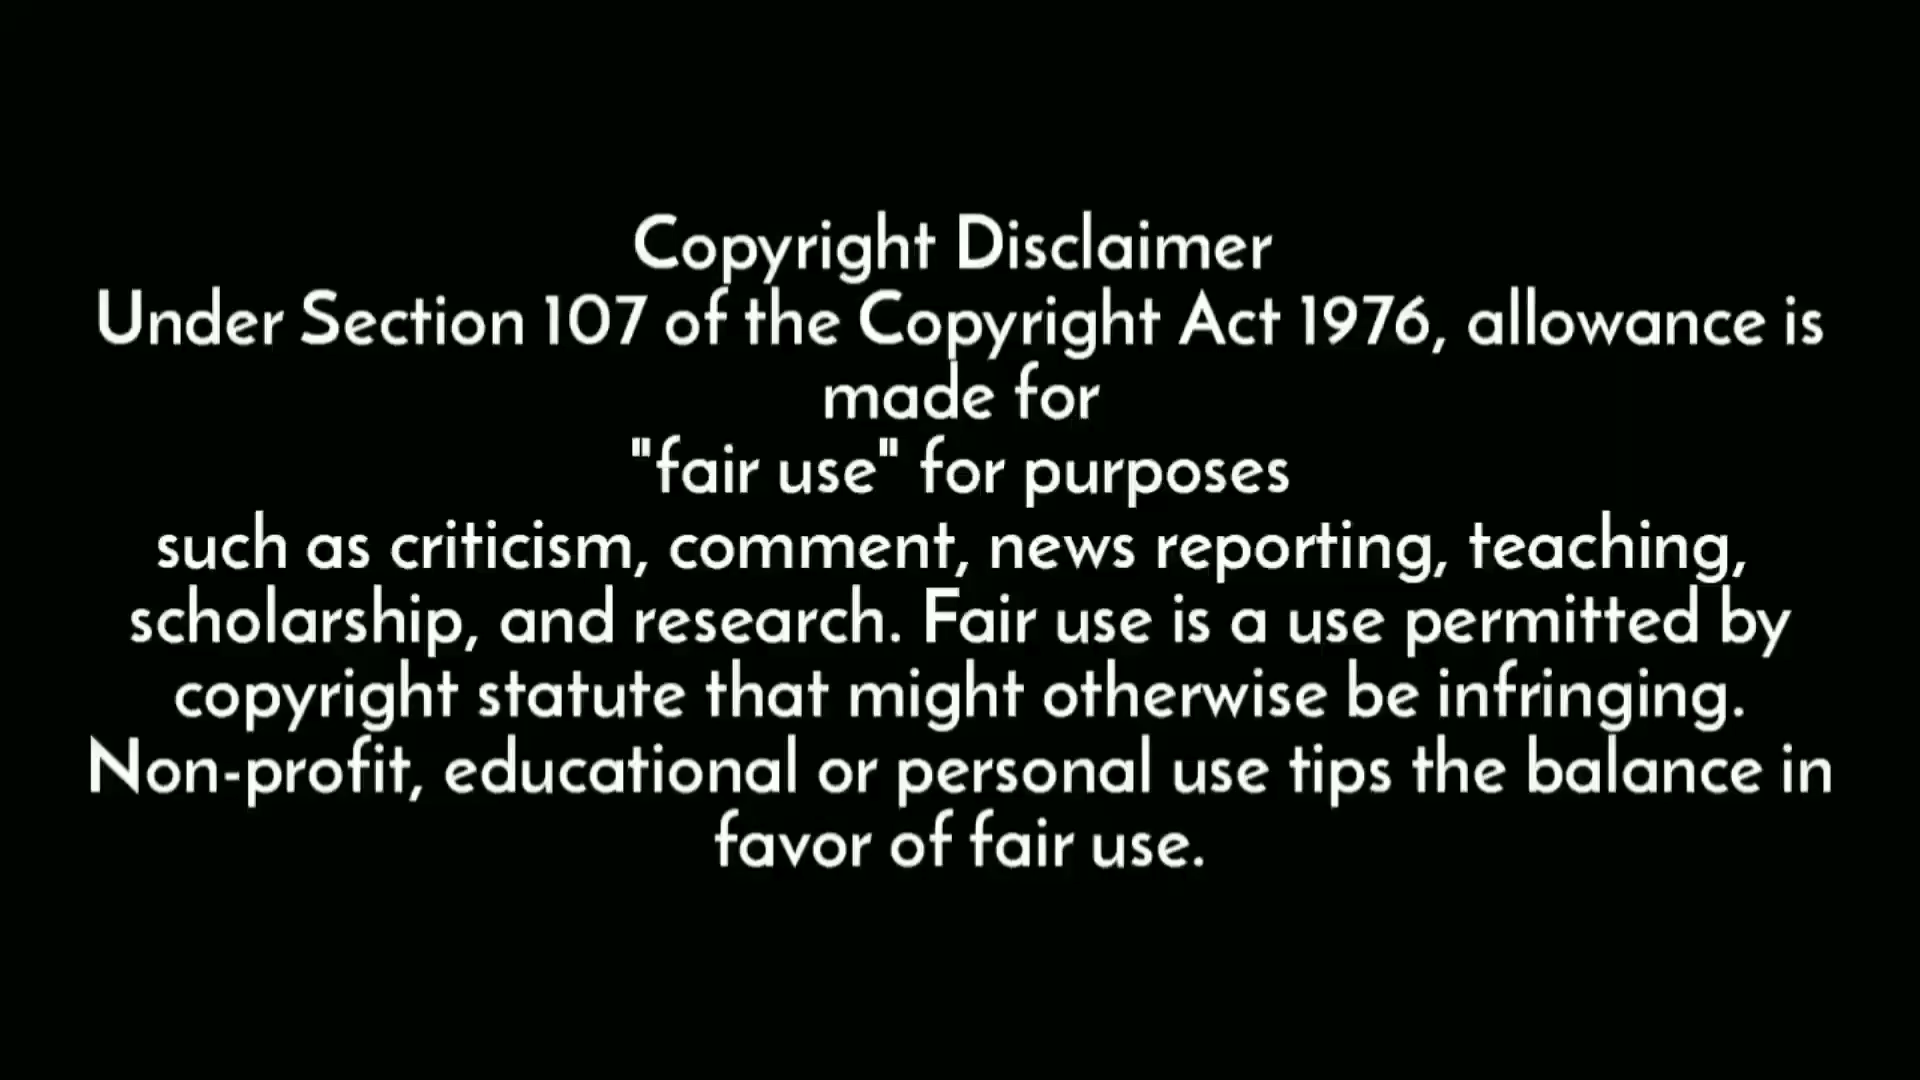 Copyright Disclaimer
Under Section 107 of the Copyright Act 1976, allowance is
made for
"fair use" for purposes
such as criticism, comment, news reporting, teaching,
scholarship, and research. Fair use is a use permitted by
copyright statute that might otherwise be infringing.
Non-profit, educational or personal use tips the balance in
favor of fair use.